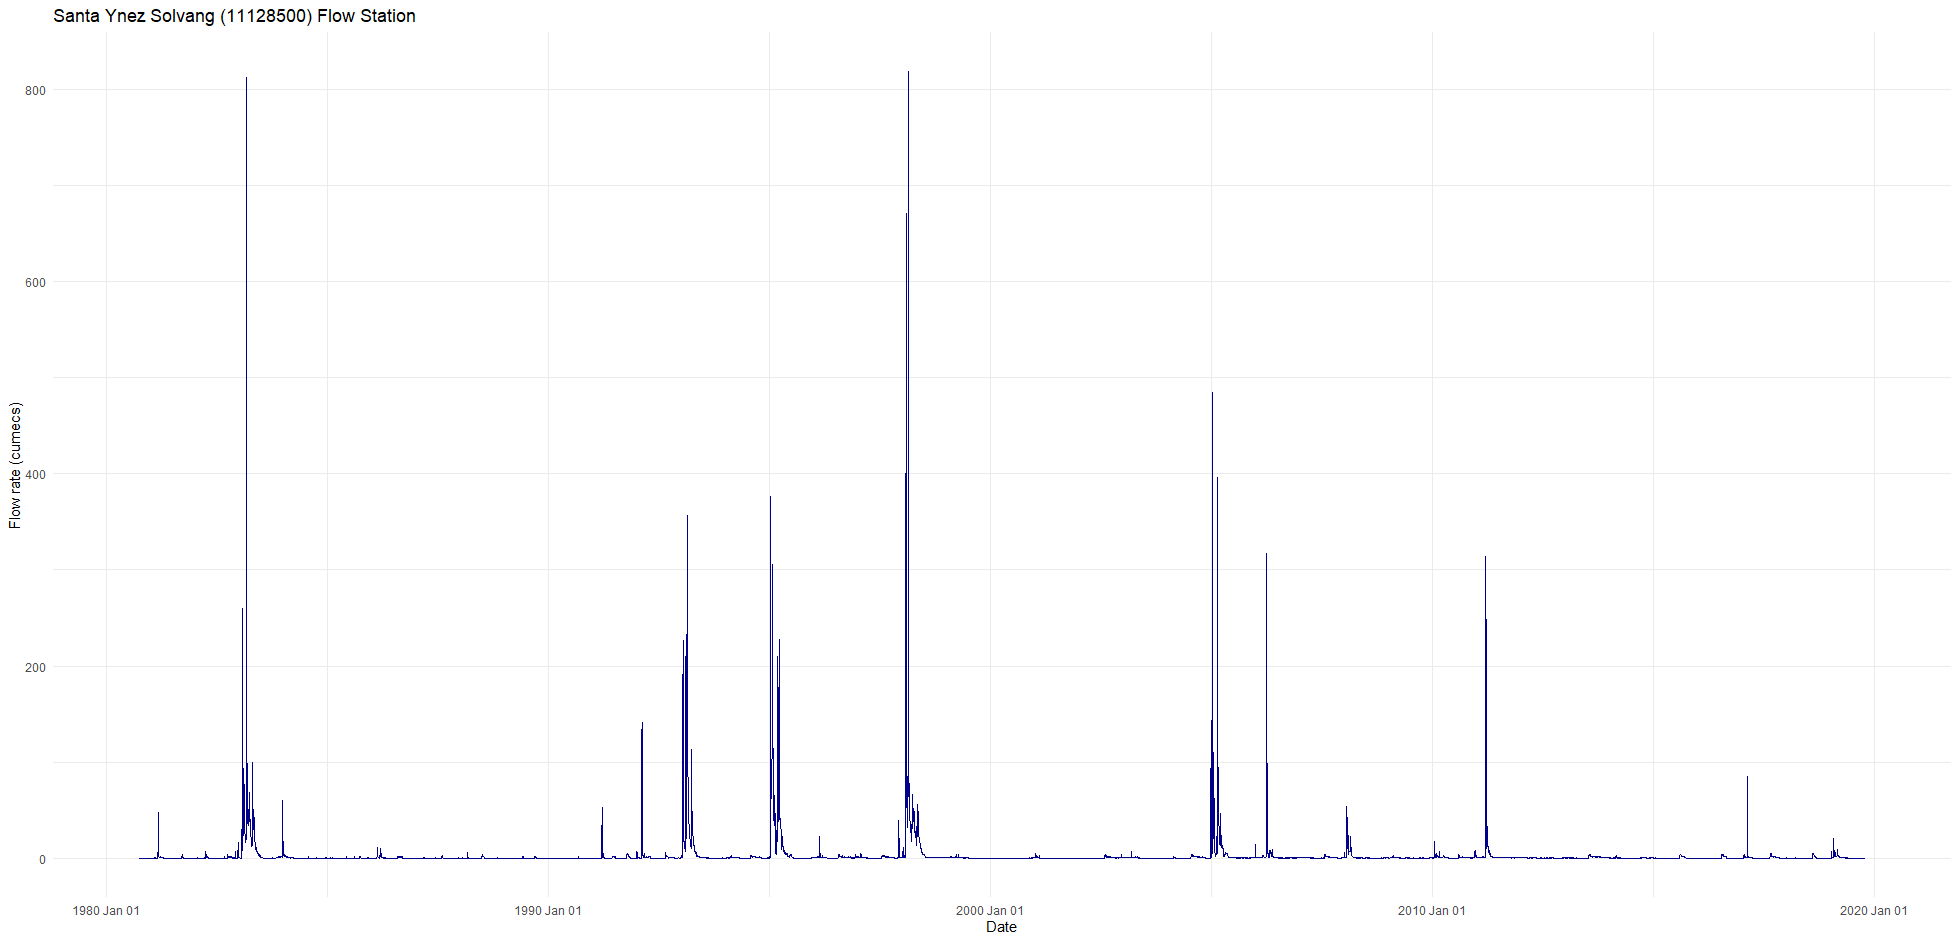 Santa Ynez Solvang (11128500) Flow Station
800
600
400
200
0
Flow rate (cumecs)
1980 Jan 01
1990 Jan 01
2000 Jan 01
2010 Jan 01
2020 Jan 01
Date